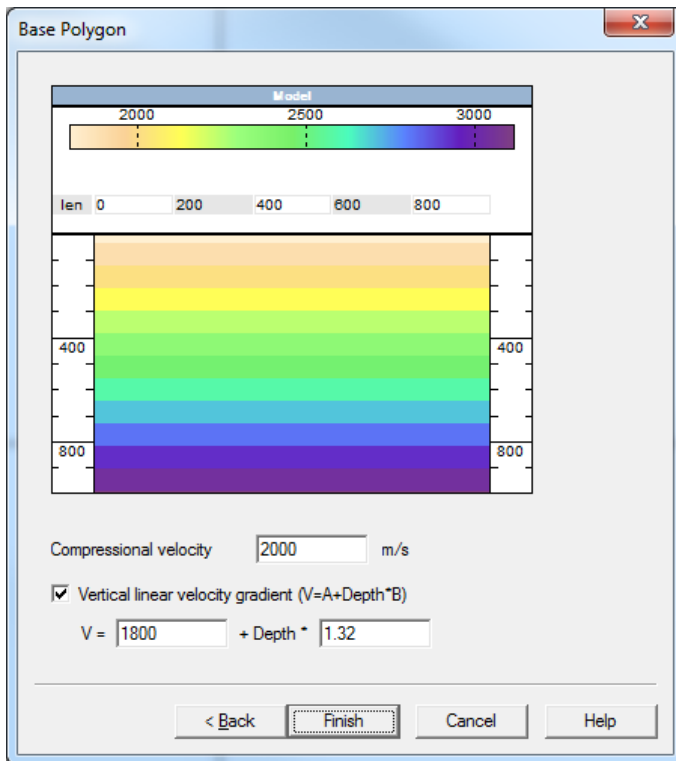 Base Polygon
Model
2000 2500 3000
len 0 200 400 600 800
400 400
800 800
Compressional velocity 2000 m/s
Vertical linear velocity gradient (V=A+Depth*B)
V = 1800 + Depth * 1.32
< Back Finish Cancel Help